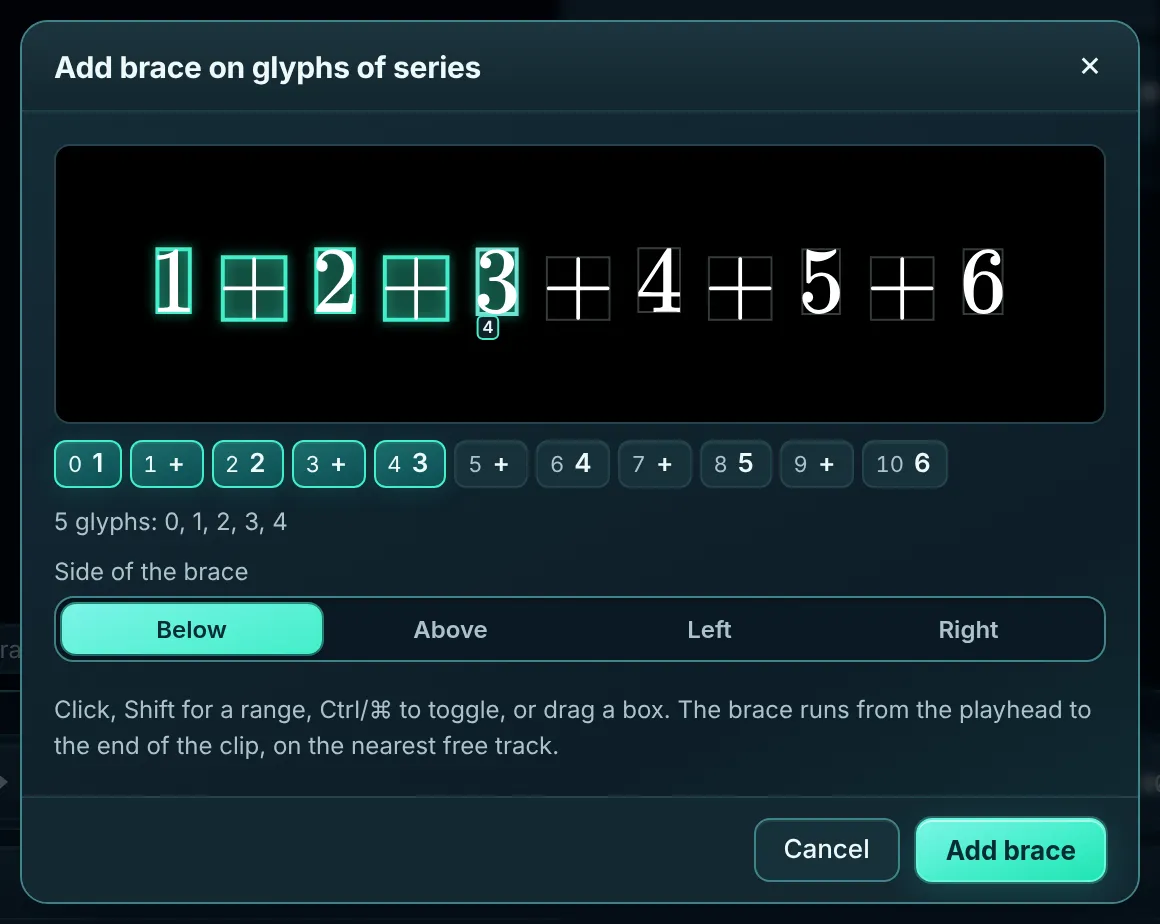 Add brace on glyphs of series
×
1 + 2 + 3 + 4 + 5 + 6
4
0 1 1 + 2 2 3 + 4 3 5 + 6 4 7 + 8 5 9 + 10 6
5 glyphs: 0, 1, 2, 3, 4
Side of the brace
Below Above Left Right
Click, Shift for a range, Ctrl/⌘ to toggle, or drag a box. The brace runs from the playhead to
the end of the clip, on the nearest free track.
Cancel Add brace